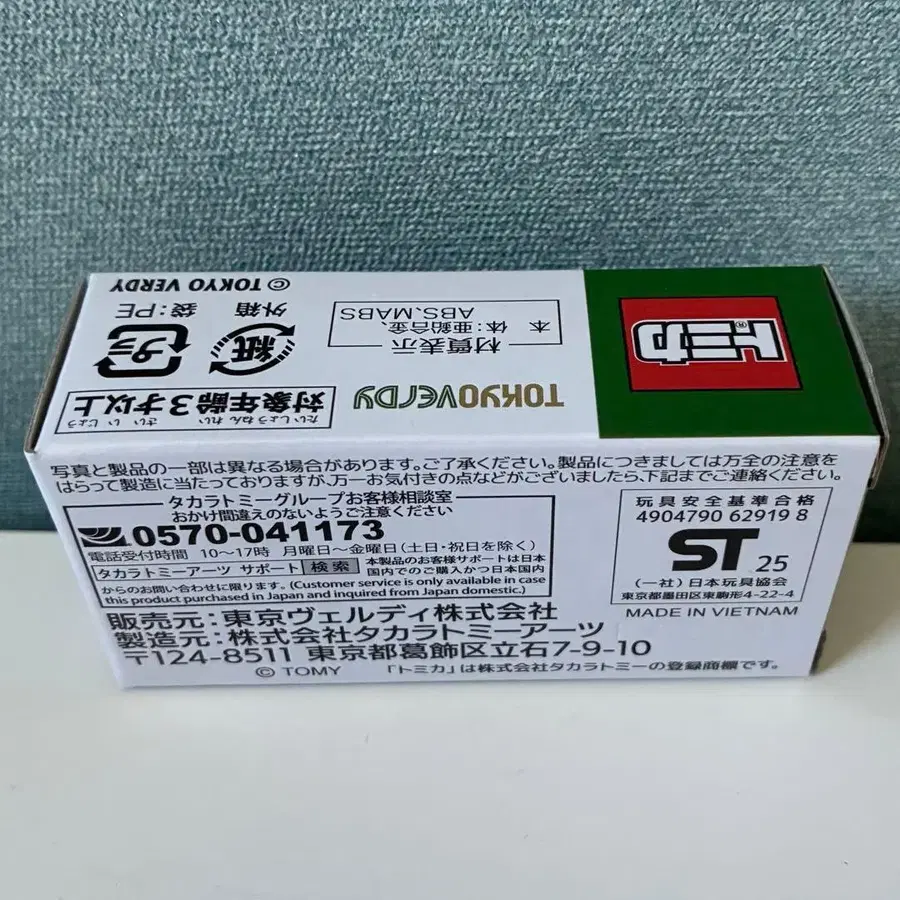 トミカ®
TOKYO VERDY
材質表示
本 体：亜鉛合金、
ABS、MABS
対象年齢3才以上
たいしょうねんれい さい いじょう
紙
外箱
プラ
袋：PE
© TOKYO VERDY
写真と製品の一部は異なる場合があります。ご了承ください。製品につきましては万全の注意を
はらって製造に当たっておりますが、万一お気付きの点などがございましたら、下記までご連絡ください。
タカラトミーグループお客様相談室
おかけ間違えのないようご注意ください
0570-041173
電話受付時間 10～17時 月曜日～金曜日(土日・祝日を除く)
タカラトミーアーツ サポート 検索 本製品のお客様サポートは日本
国内でのご購入かつ日本国内
からのお問い合わせに限ります。(Customer service is only available in case
this product purchased in Japan and inquired from Japan domestic.)
玩具安全基準合格
4904790 62919 8
ST 25
(一社)日本玩具協会
東京都墨田区東駒形4-22-4
MADE IN VIETNAM
販売元：東京ヴェルディ株式会社
製造元：株式会社タカラトミーアーツ
〒124-8511 東京都葛飾区立石7-9-10
© TOMY 「トミカ」は株式会社タカラトミーの登録商標です。